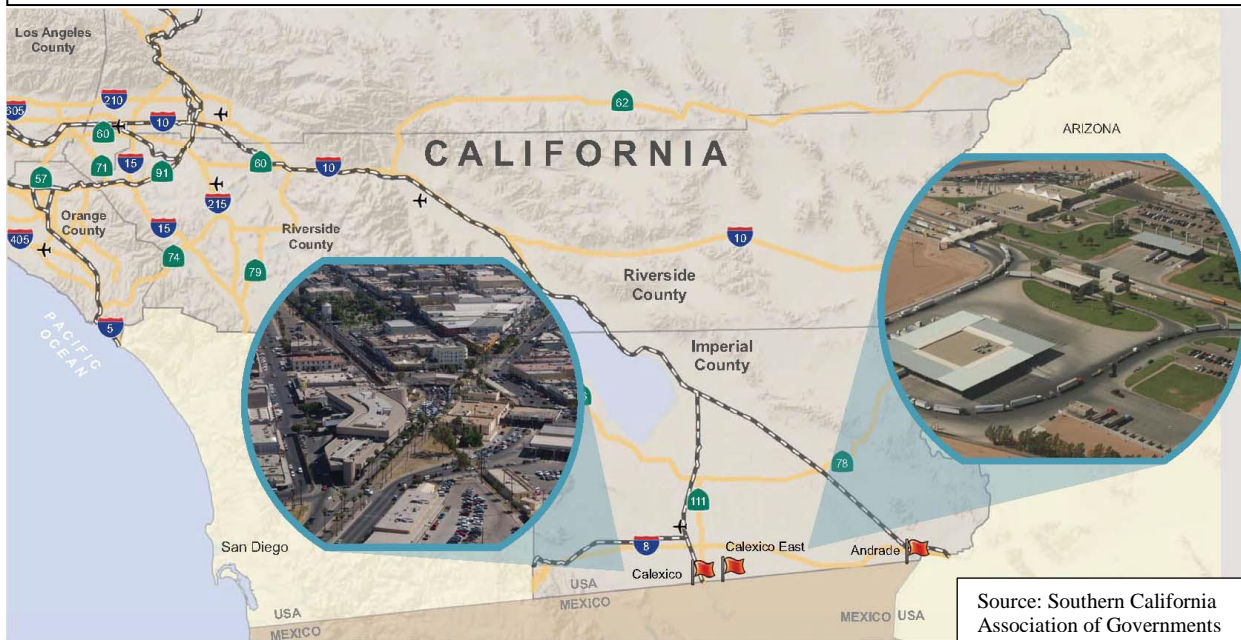 Los Angeles
County
605
210
10
60
57
71
15
91
60
10
62
CALIFORNIA
ARIZONA
215
Orange
County
405
15
74
79
Riverside
County
10
Riverside
County
5
PACIFIC
OCEAN
Imperial
County
78
111
San Diego
8
Calexico East
Calexico
Andrade
USA
MEXICO
USA
MEXICO
MEXICO
USA
Source: Southern California
Association of Governments